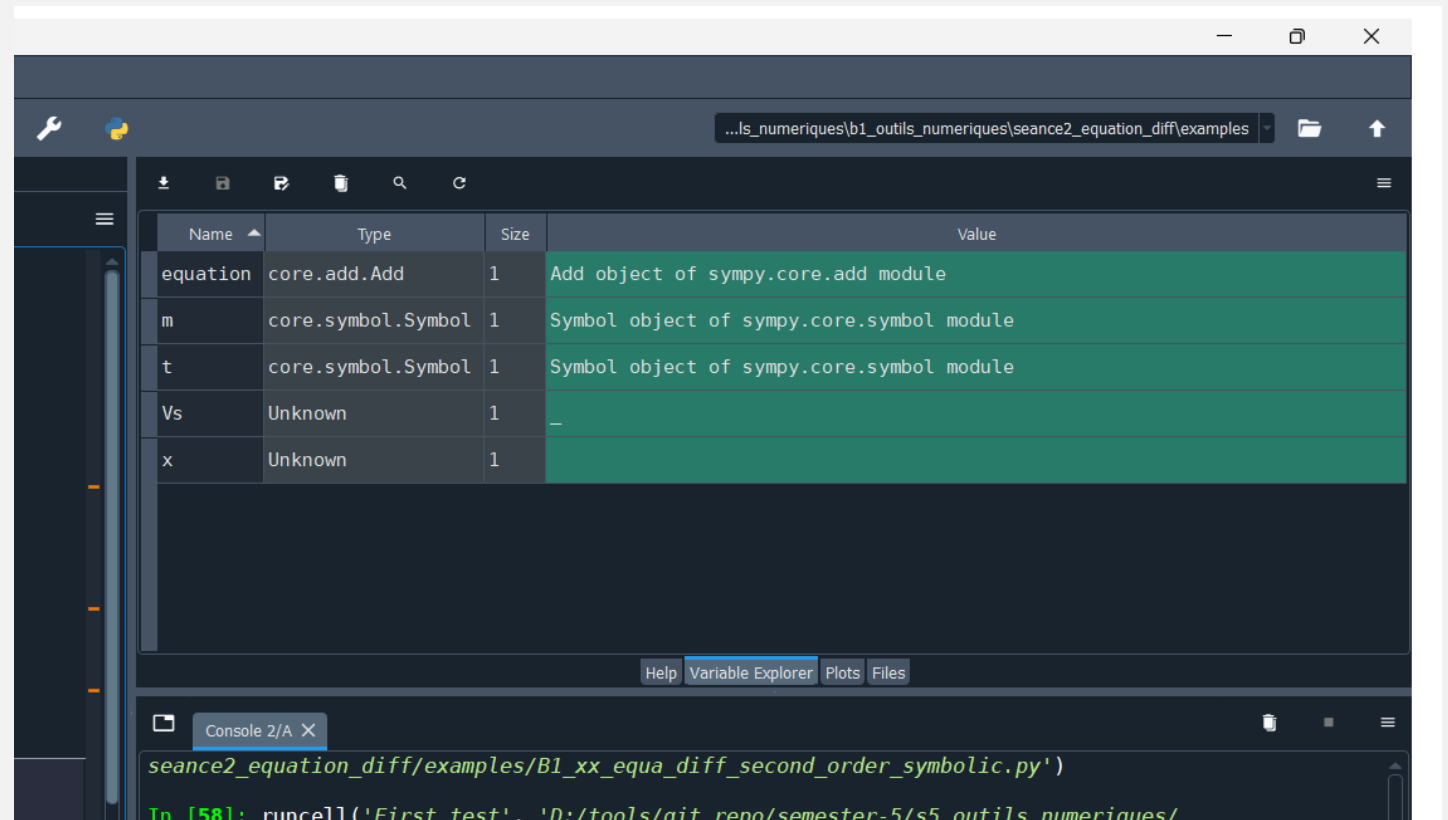 ...ls_numeriques\b1_outils_numeriques\seance2_equation_diff\examples
Name Type Size Value
equation core.add.Add 1 Add object of sympy.core.add module
m core.symbol.Symbol 1 Symbol object of sympy.core.symbol module
t core.symbol.Symbol 1 Symbol object of sympy.core.symbol module
Vs Unknown 1 _
x Unknown 1
Help Variable Explorer Plots Files
Console 2/A
seance2_equation_diff/examples/B1_xx_equa_diff_second_order_symbolic.py')
In [58]: runcell('First test', 'D:/tools/git_repo/semester-5/s5_outils_numeriques/